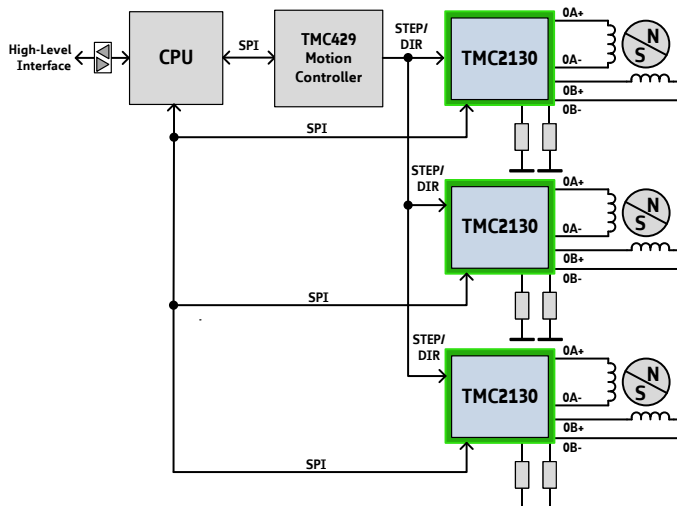 High-Level
Interface
CPU
SPI
TMC429
Motion
Controller
STEP/
DIR
TMC2130
0A+
0A-
0B+
0B-
N
S
SPI
STEP/
DIR
TMC2130
0A+
0A-
0B+
0B-
N
S
SPI
STEP/
DIR
TMC2130
0A+
0A-
0B+
0B-
N
S
SPI